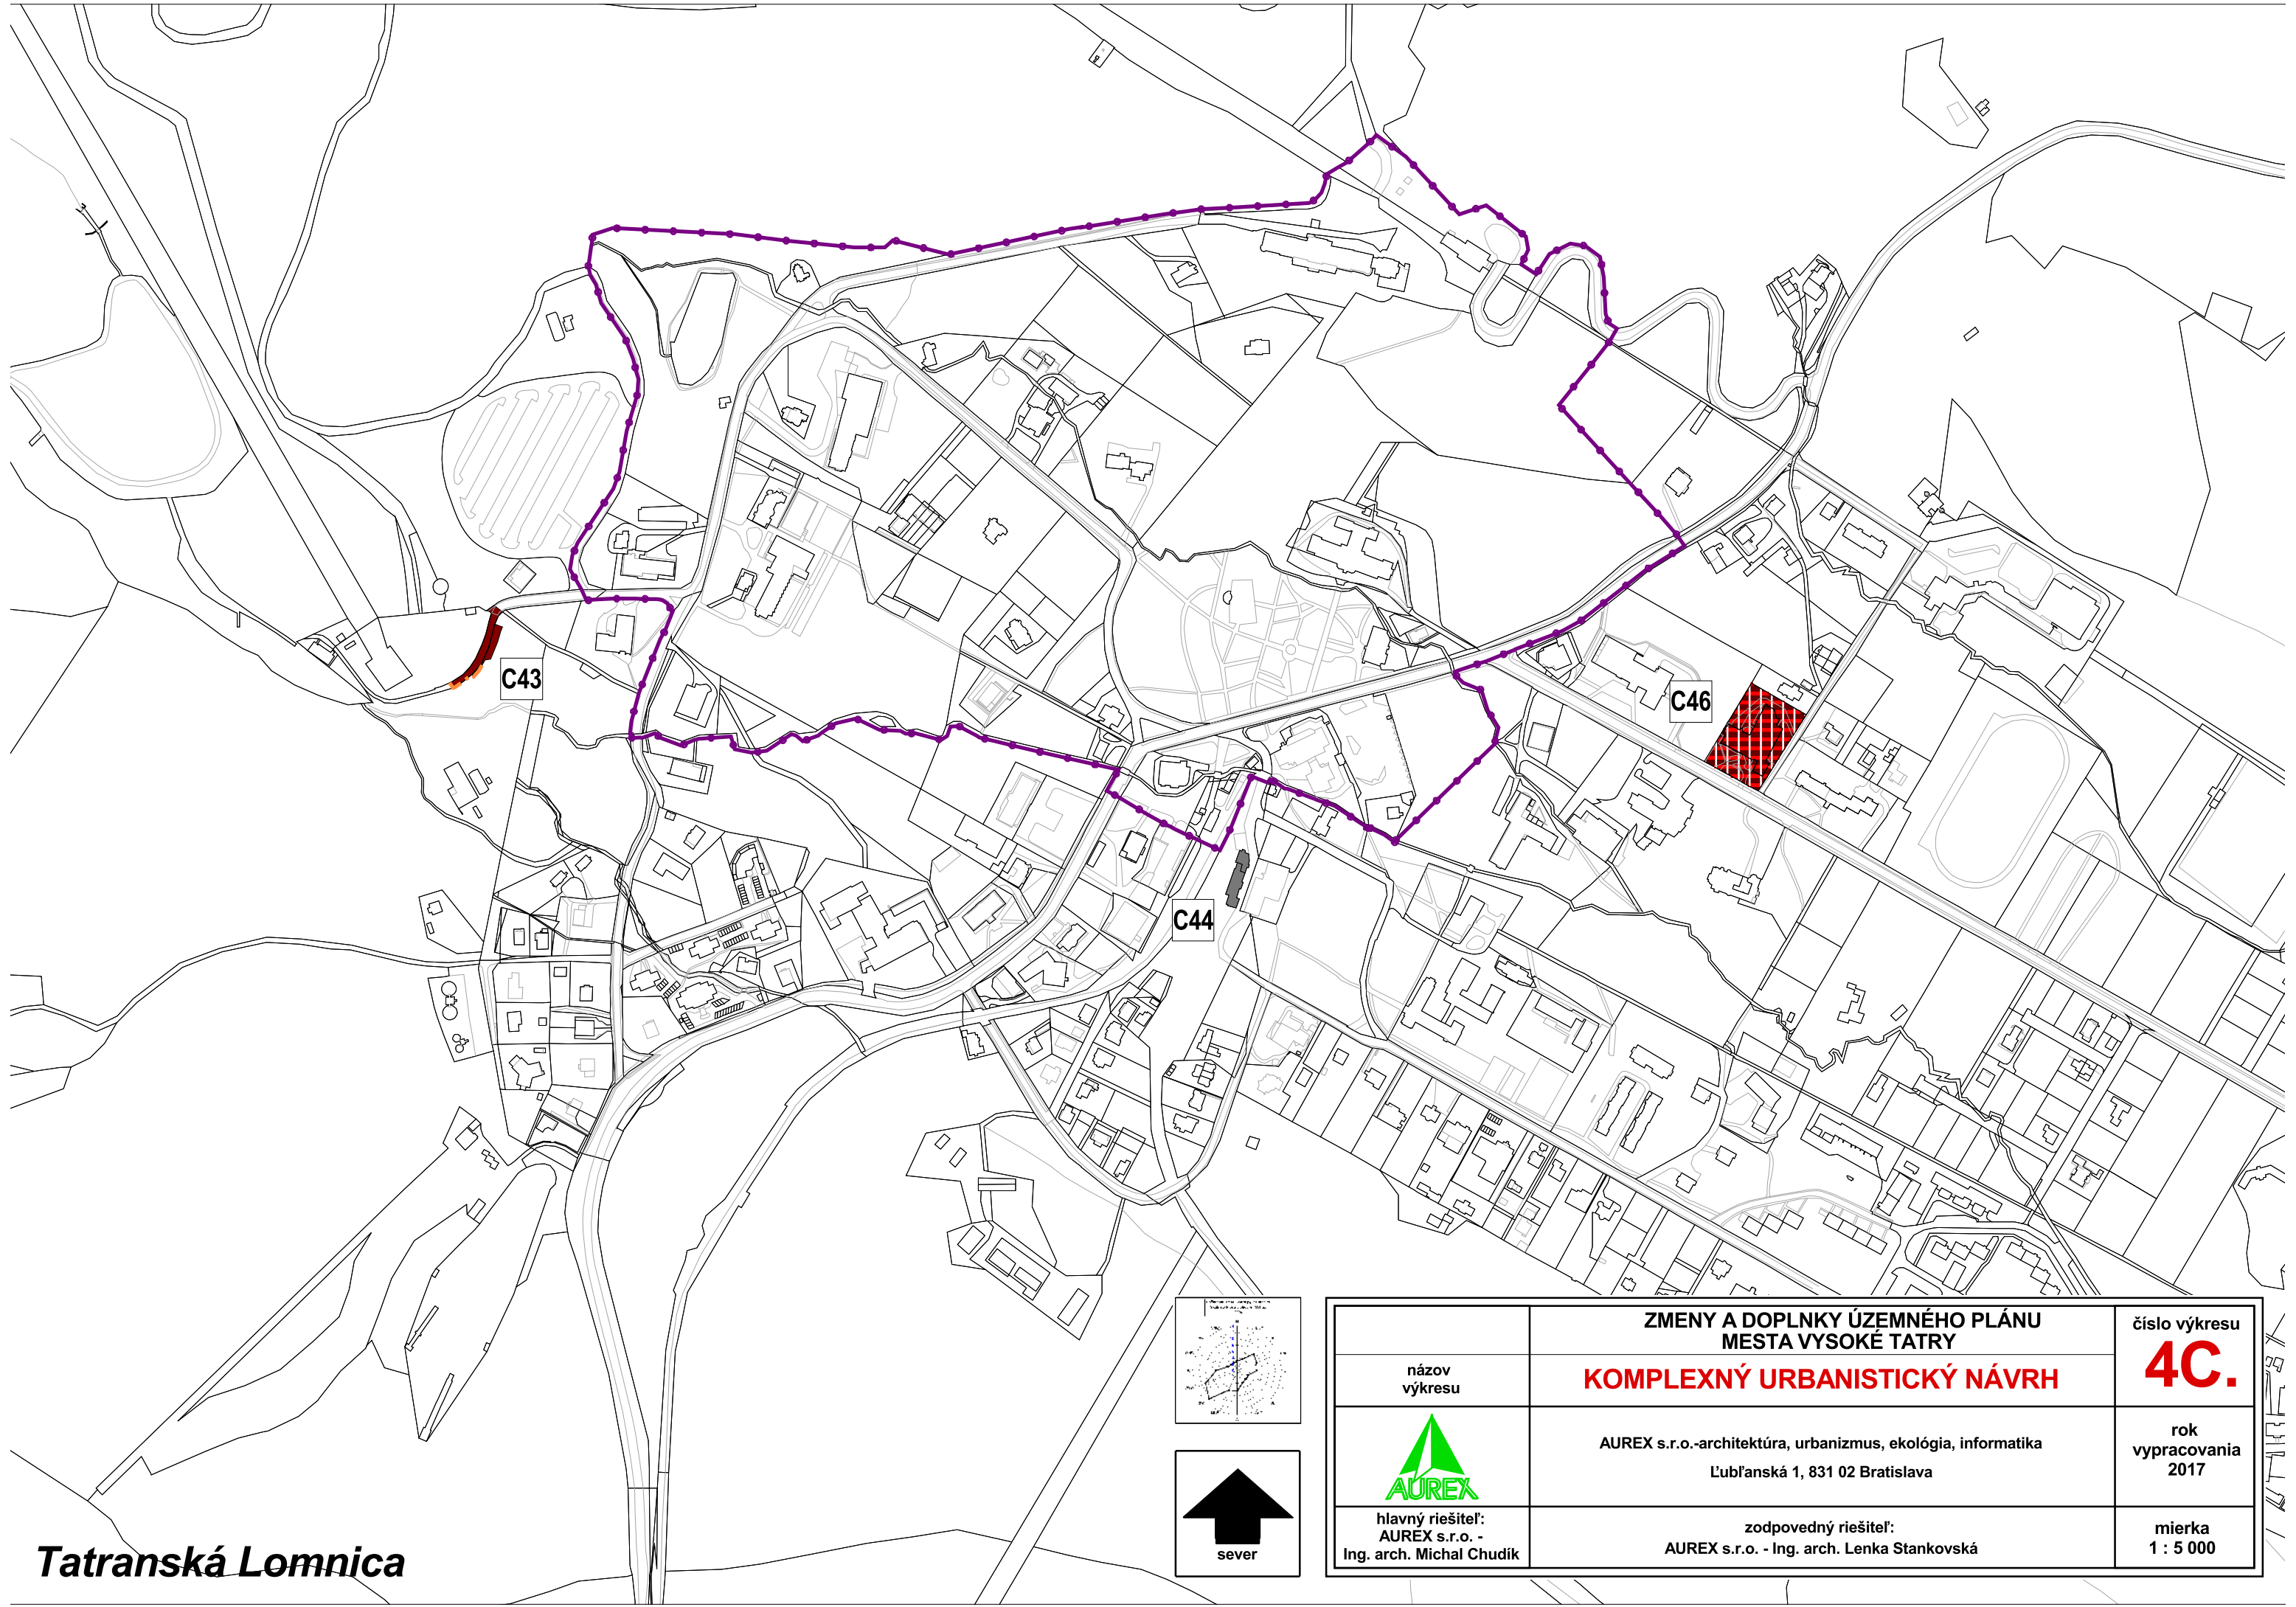 C43
C46
C44
ZMENY A DOPLNKY ÚZEMNÉHO PLÁNU
MESTA VYSOKÉ TATRY
číslo výkresu
4C.
názov
výkresu
KOMPLEXNÝ URBANISTICKÝ NÁVRH
AUREX
AUREX s.r.o.-architektúra, urbanizmus, ekológia, informatika
Ľubľanská 1, 831 02 Bratislava
rok
vypracovania
2017
hlavný riešiteľ:
AUREX s.r.o. -
Ing. arch. Michal Chudík
zodpovedný riešiteľ:
AUREX s.r.o. - Ing. arch. Lenka Stankovská
mierka
1 : 5 000
sever
Tatranská Lomnica